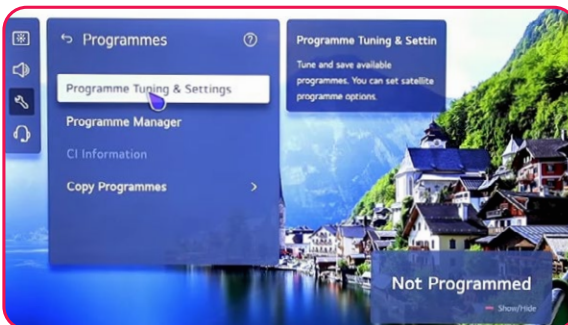 Programmes
Programme Tuning & Settings
Programme Manager
CI Information
Copy Programmes
Programme Tuning & Settin
Tune and save available
programmes. You can set satellite
programme options.
Not Programmed
Show/Hide